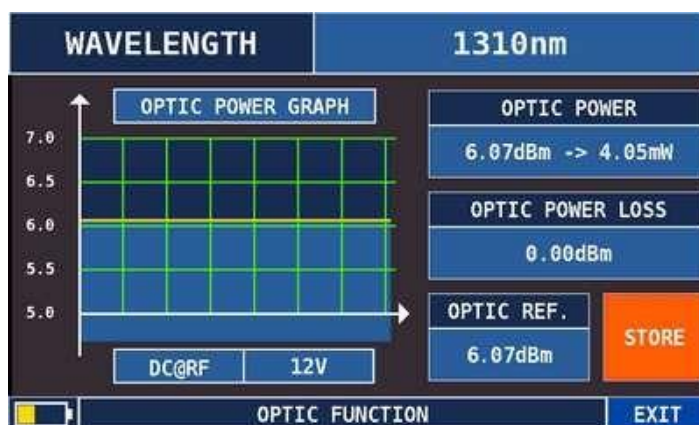 WAVELENGTH 1310nm
OPTIC POWER GRAPH
7.0
6.5
6.0
5.5
5.0
DC@RF 12V
OPTIC POWER
6.07dBm -> 4.05mW
OPTIC POWER LOSS
0.00dBm
OPTIC REF.
6.07dBm
STORE
OPTIC FUNCTION
EXIT